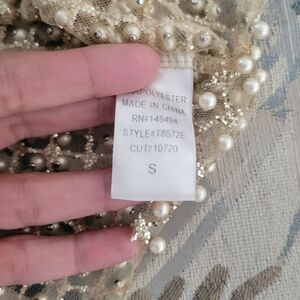 POLYESTER
MADE IN CHINA
RN#148494
STYLE#T8572E
CUT#10720
S